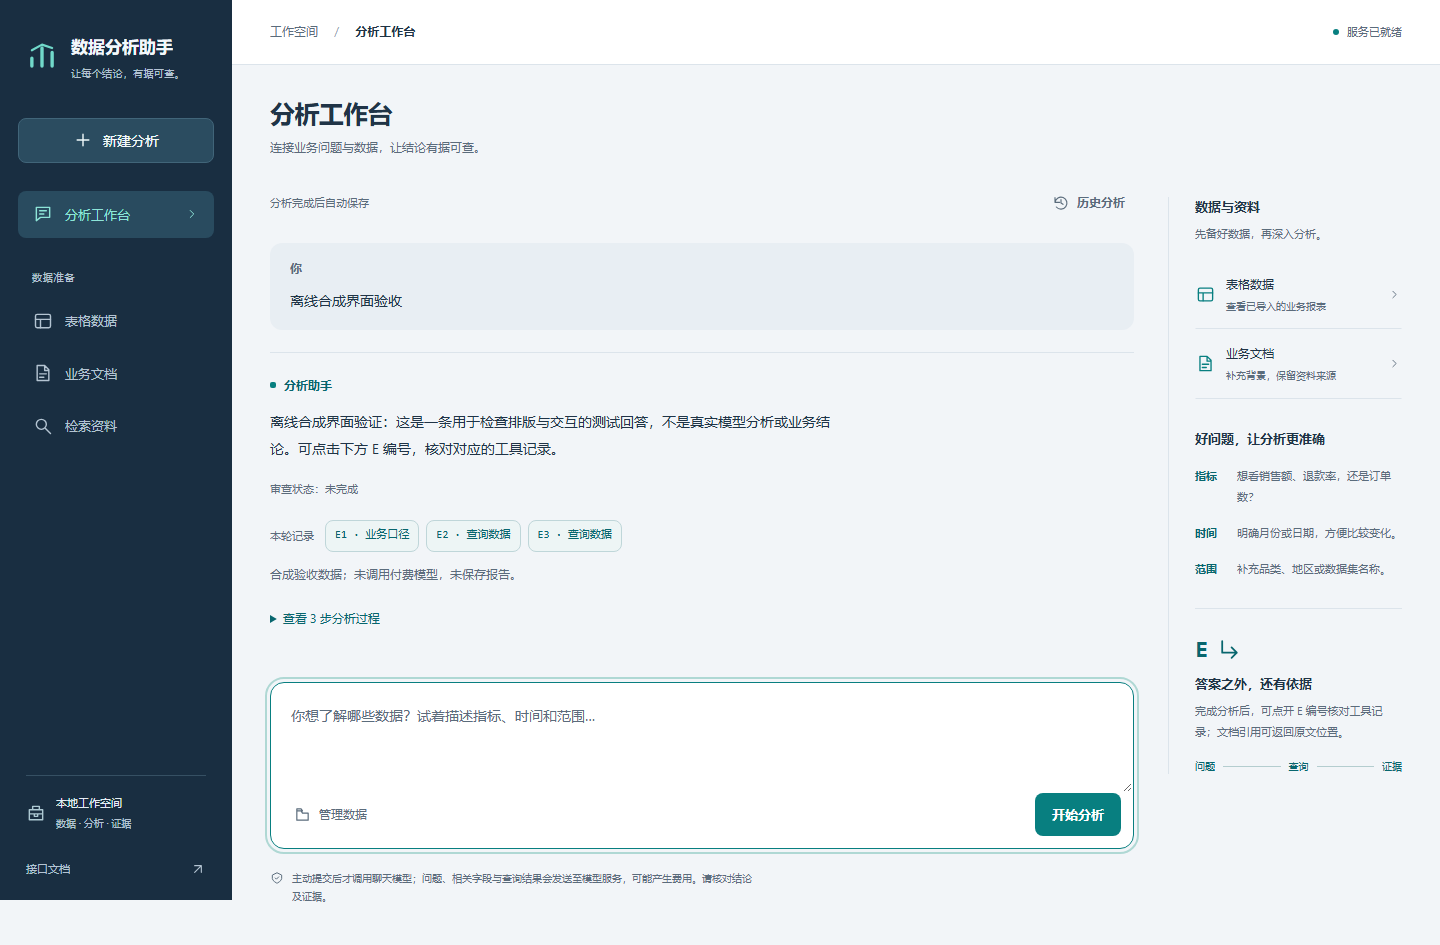 数据分析助手
让每个结论，有据可查。
新建分析
分析工作台
数据准备
表格数据
业务文档
检索资料
本地工作空间
数据 · 分析 · 证据
接口文档
工作空间 / 分析工作台
服务已就绪
分析工作台
连接业务问题与数据，让结论有据可查。
分析完成后自动保存
历史分析
你
离线合成界面验收
分析助手
离线合成界面验证：这是一条用于检查排版与交互的测试回答，不是真实模型分析或业务结
论。可点击下方 E 编号，核对对应的工具记录。
审查状态：未完成
本轮记录 E1 · 业务口径 E2 · 查询数据 E3 · 查询数据
合成验收数据；未调用付费模型，未保存报告。
查看 3 步分析过程
你想了解哪些数据？试着描述指标、时间和范围...
管理数据
开始分析
主动提交后才调用聊天模型；问题、相关字段与查询结果会发送至模型服务，可能产生费用。请核对结论
及证据。
数据与资料
先备好数据，再深入分析。
表格数据
查看已导入的业务报表
业务文档
补充背景，保留资料来源
好问题，让分析更准确
指标 想看销售额、退款率，还是订单
数？
时间 明确月份或日期，方便比较变化。
范围 补充品类、地区或数据集名称。
E
答案之外，还有依据
完成分析后，可点开 E 编号核对工具记
录；文档引用可返回原文位置。
问题 查询 证据